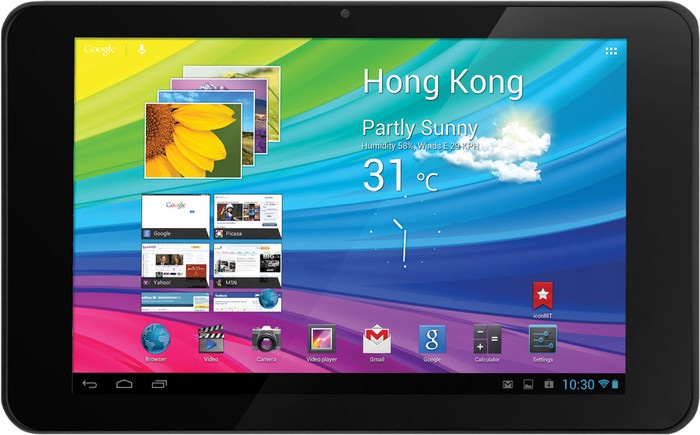 Google
Hong Kong
Partly Sunny
Humidity 58%, Winds E 29 KPH
31 °C
Google
Google
Picasa
Yahoo!
MSN
iconBIT
Browser
Video
Camera
Video player
Gmail
Google
Calculator
Settings
10:30